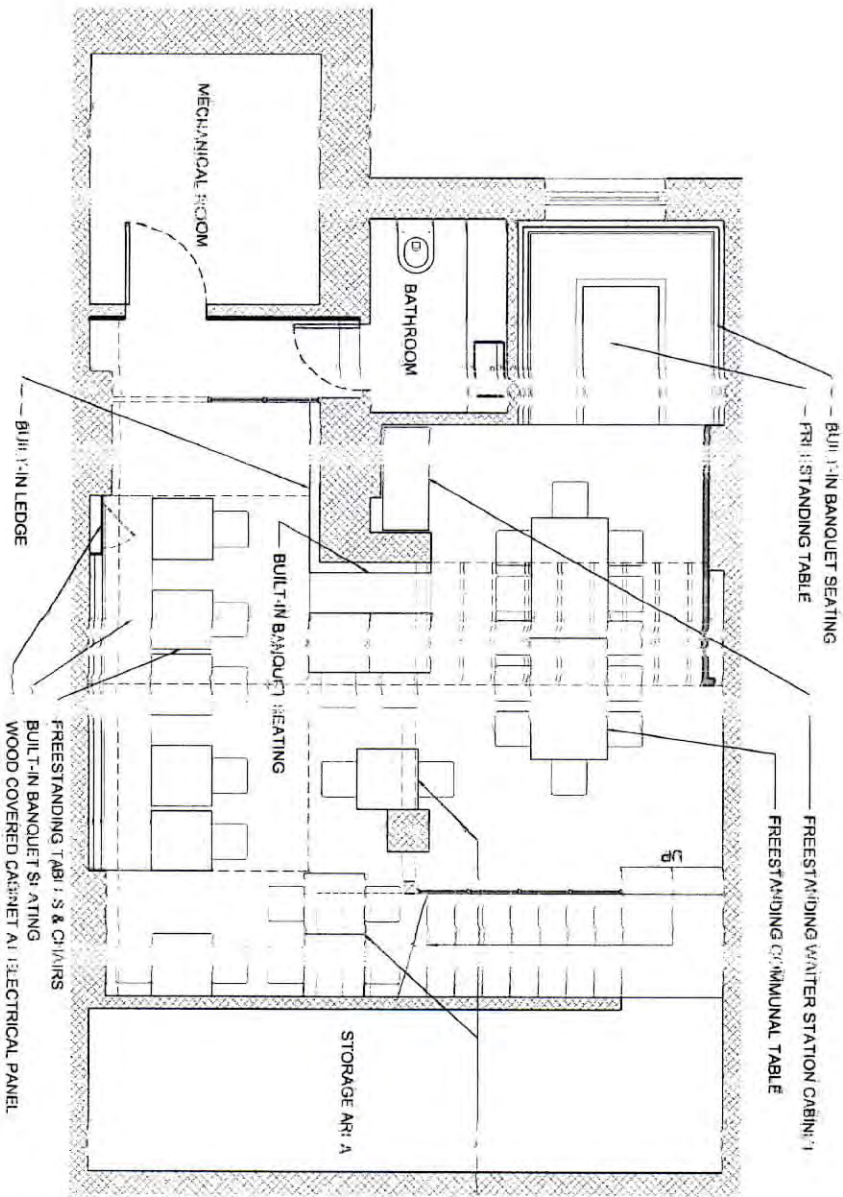 BUILT-IN BANQUET SEATING
FREESTANDING TABLE
FREESTANDING WAITER STATION CABINET
FREESTANDING COMMUNAL TABLE
MECHANICAL ROOM
BATHROOM
UP
BUILT-IN BANQUET SEATING
STORAGE AREA
BUILT-IN LEDGE
FREESTANDING TABLES & CHAIRS
BUILT-IN BANQUET SEATING
WOOD COVERED CABINET AT ELECTRICAL PANEL